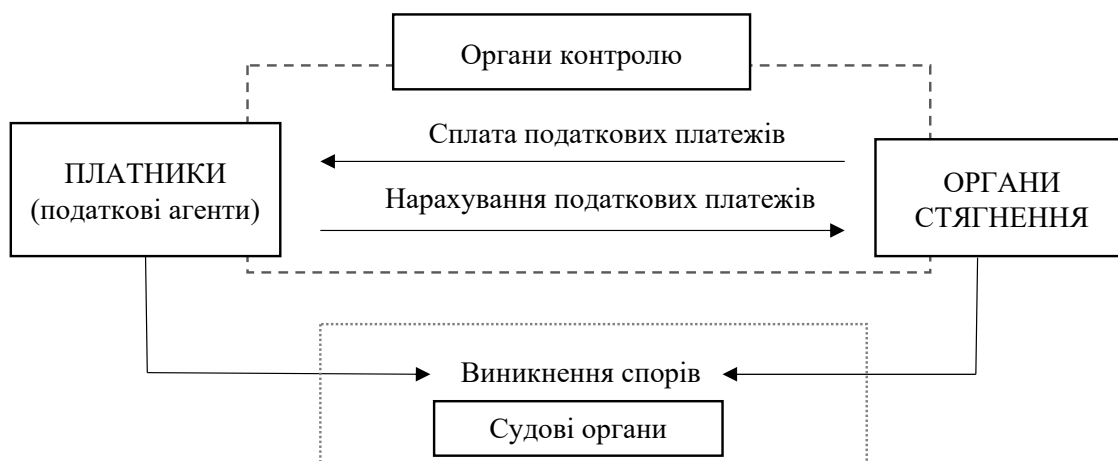 Органи контролю
Сплата податкових платежів
ПЛАТНИКИ
(податкові агенти)
Нарахування податкових платежів
ОРГАНИ
СТЯГНЕННЯ
Виникнення спорів
Судові органи